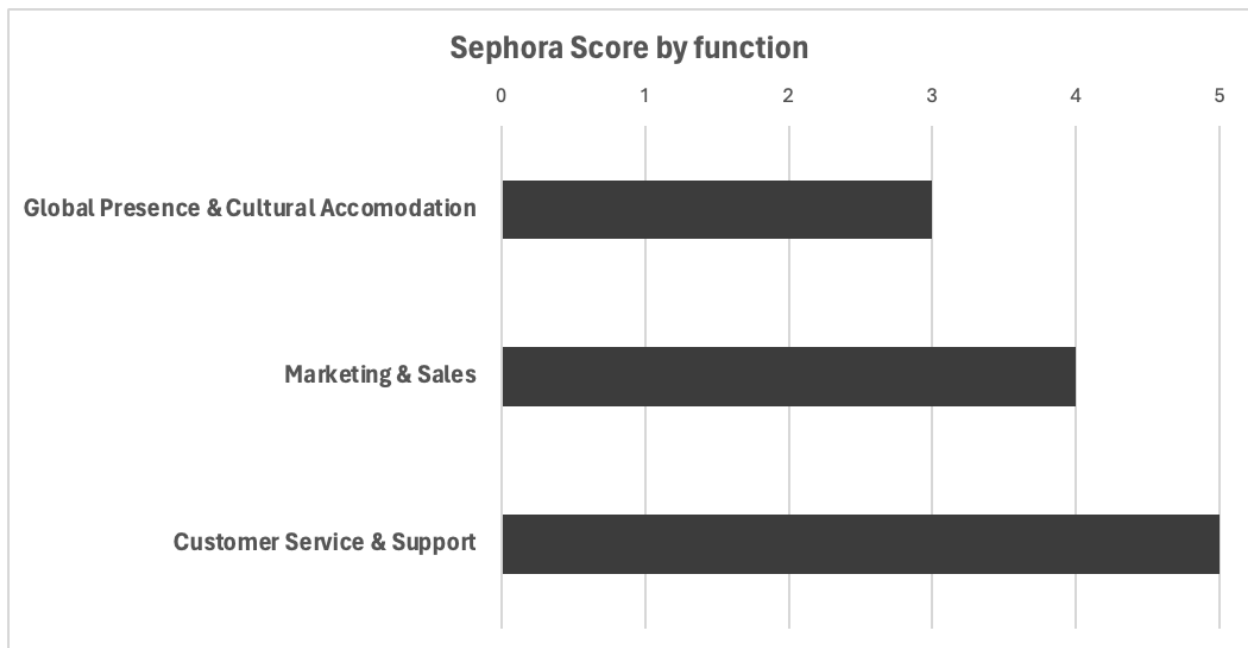 Sephora Score by function
0 1 2 3 4 5
Global Presence & Cultural Accomodation
Marketing & Sales
Customer Service & Support